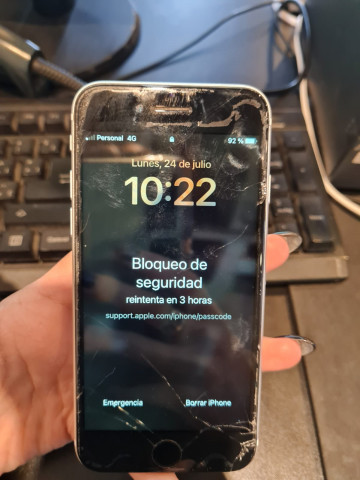 Personal 4G 92 %
Lunes, 24 de julio
10:22
Bloqueo de
seguridad
reintenta en 3 horas
support.apple.com/iphone/passcode
Emergencia Borrar iPhone